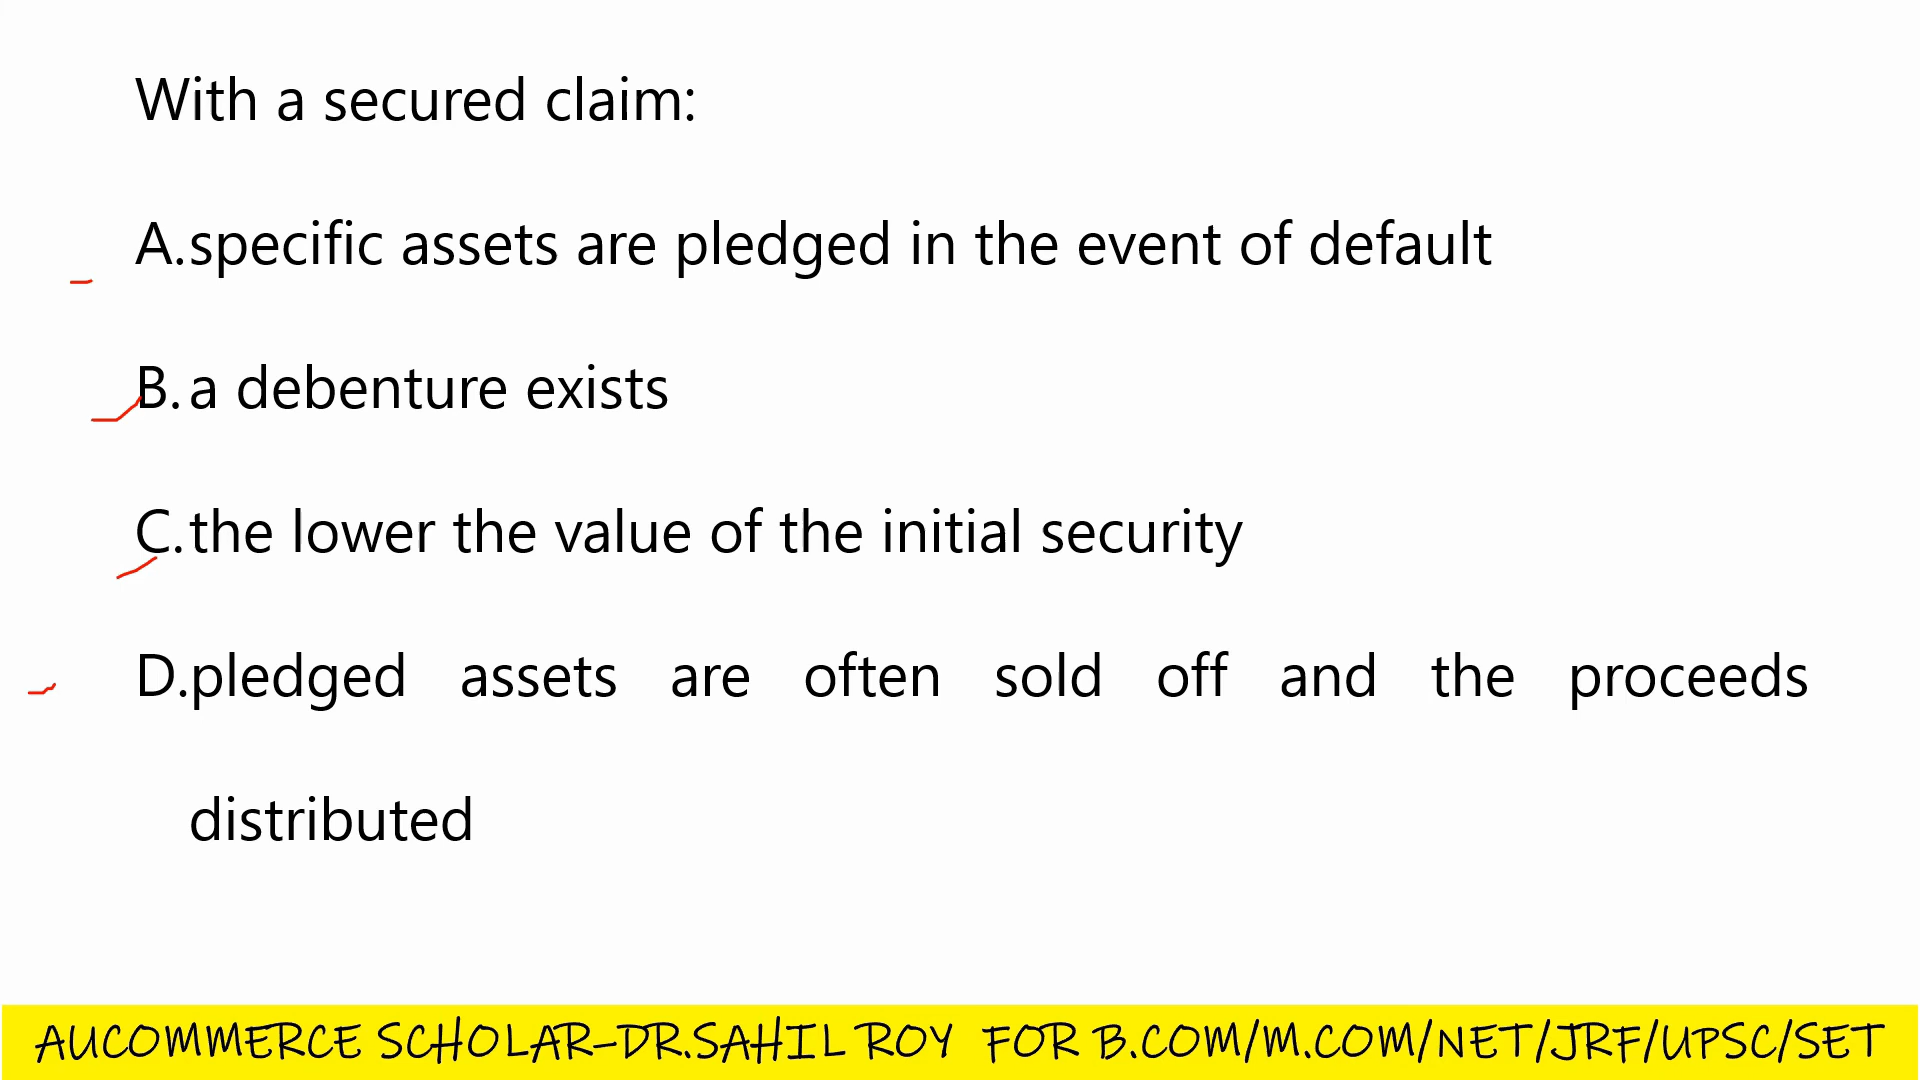 With a secured claim:
A.specific assets are pledged in the event of default
B.a debenture exists
C.the lower the value of the initial security
D.pledged assets are often sold off and the proceeds
distributed
AUCOMMERCE SCHOLAR-DR.SAHIL ROY FOR B.COM/M.COM/NET/JRF/UPSC/SET